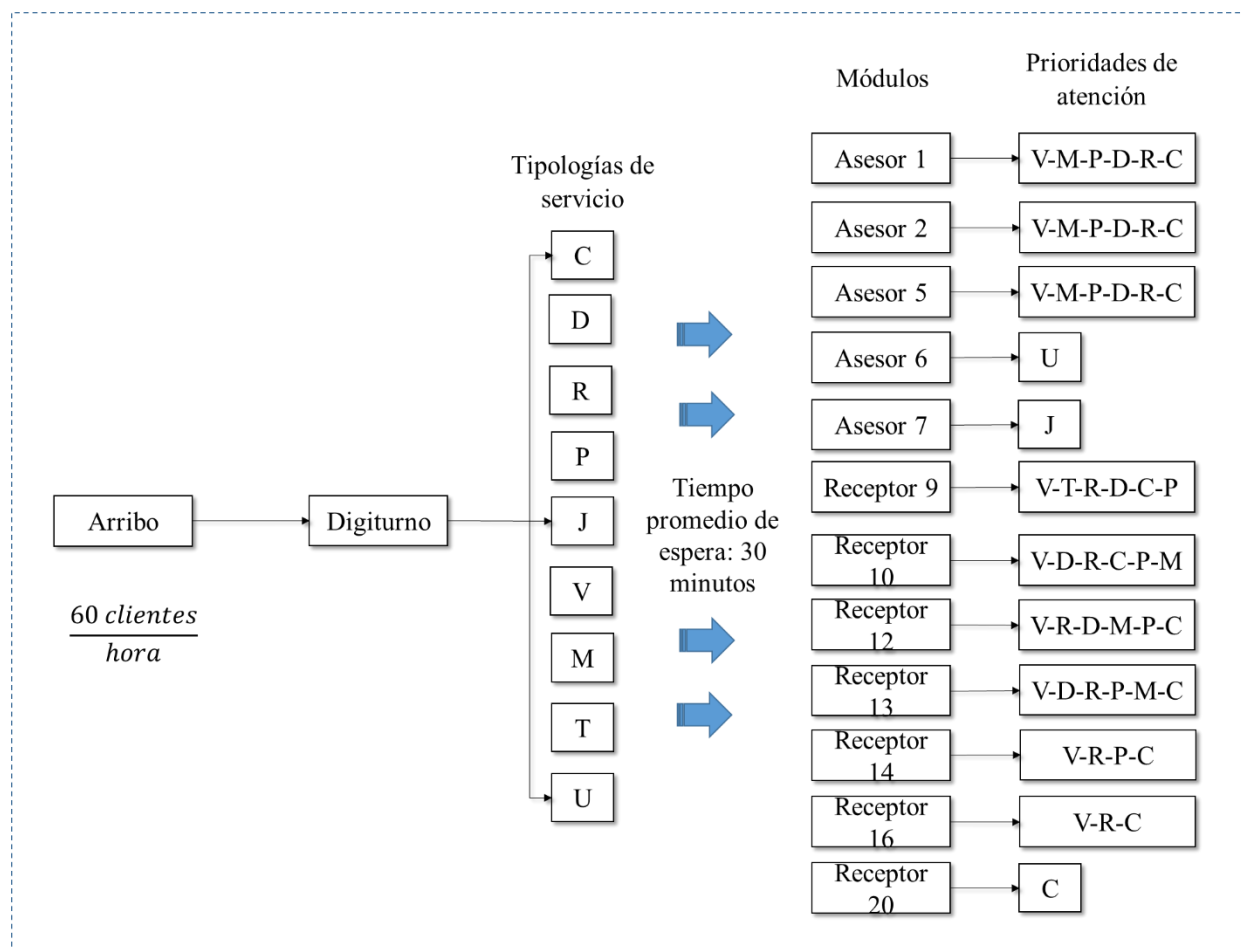 Módulos
Prioridades de
atención
Tipologías de
servicio
Arribo
60 clientes
hora
Digiturno
C
D
R
P
J
V
M
T
U
Tiempo
promedio de
espera: 30
minutos
Asesor 1
V-M-P-D-R-C
Asesor 2
V-M-P-D-R-C
Asesor 5
V-M-P-D-R-C
Asesor 6
U
Asesor 7
J
Receptor 9
V-T-R-D-C-P
Receptor
10
V-D-R-C-P-M
Receptor
12
V-R-D-M-P-C
Receptor
13
V-D-R-P-M-C
Receptor
14
V-R-P-C
Receptor
16
V-R-C
Receptor
20
C